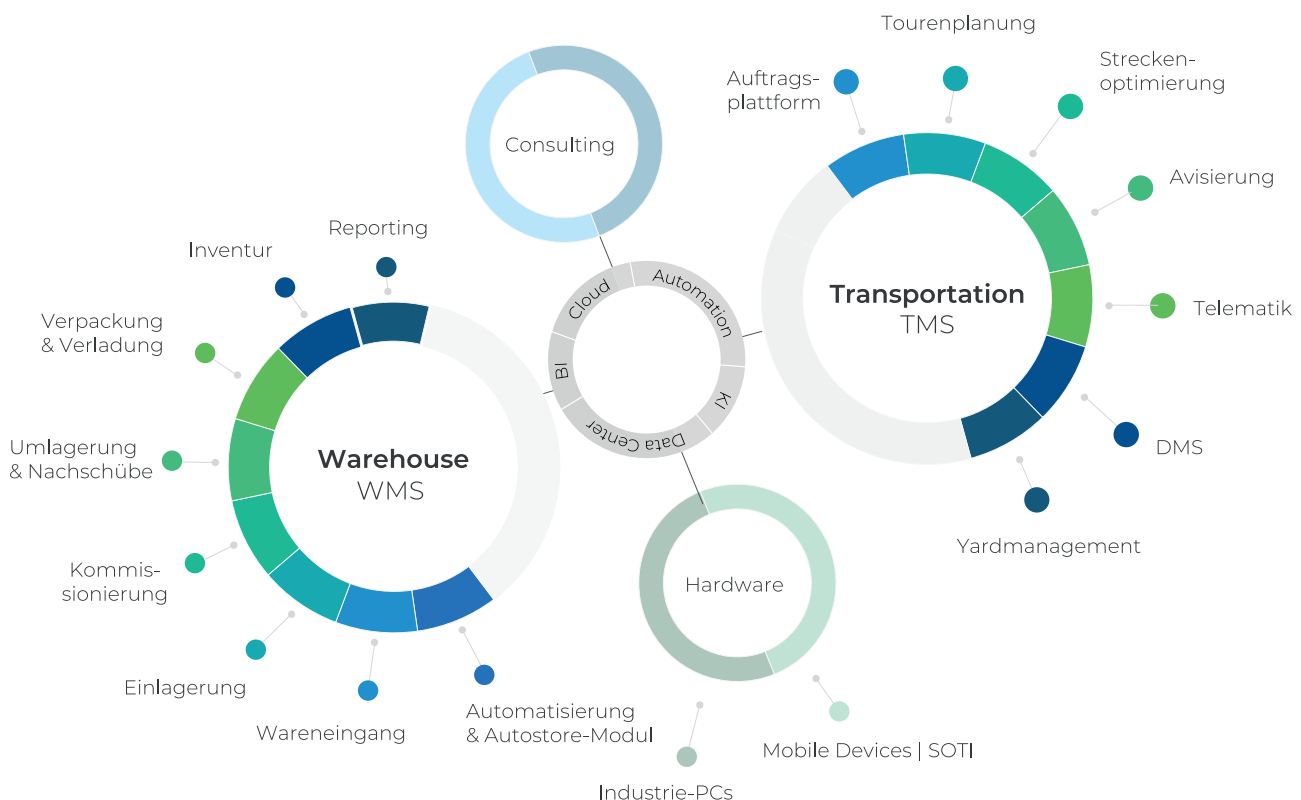 Consulting
Cloud
Automation
BI
KI
Data Center
Transportation
TMS
Auftrags-
plattform
Tourenplanung
Strecken-
optimierung
Avisierung
Telematik
DMS
Yardmanagement
Warehouse
WMS
Reporting
Inventur
Verpackung
& Verladung
Umlagerung
& Nachschübe
Kommis-
sionierung
Einlagerung
Wareneingang
Automatisierung
& Autostore-Modul
Hardware
Mobile Devices | SOTI
Industrie-PCs